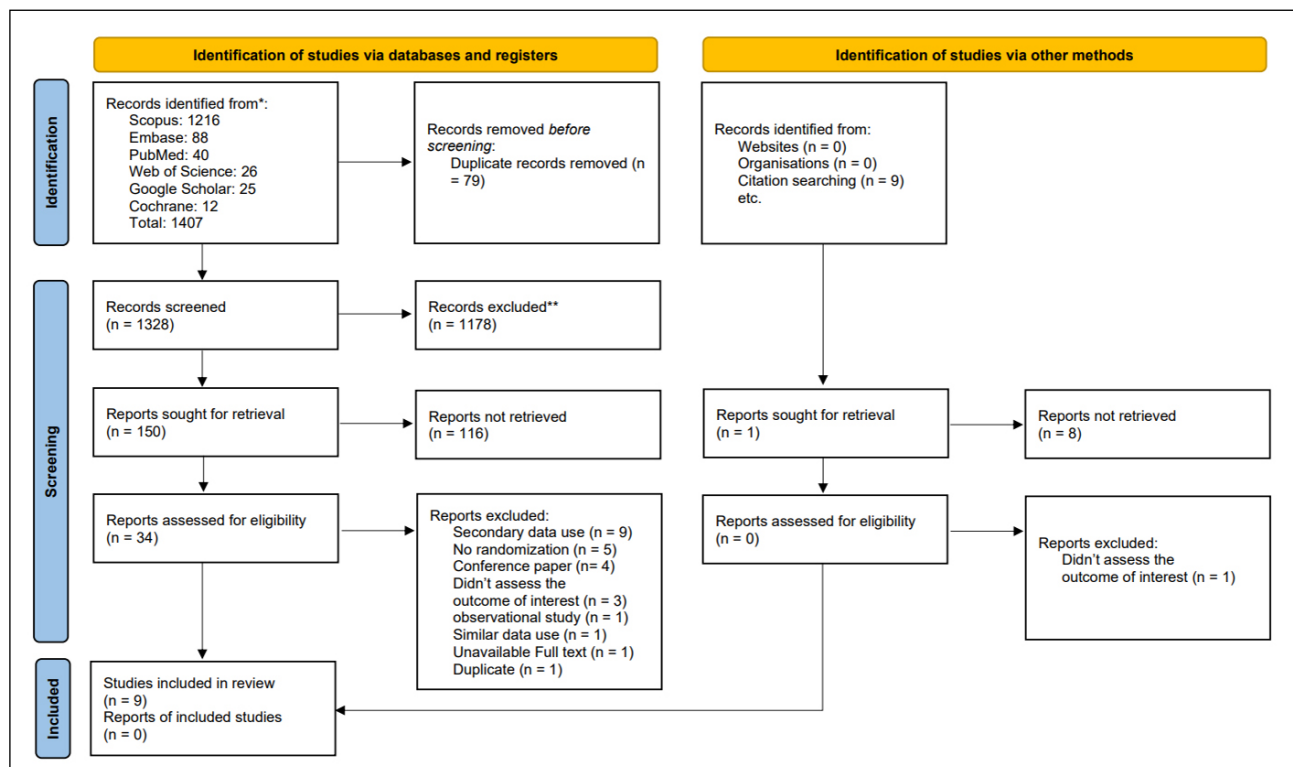 Identification of studies via databases and registers
Identification of studies via other methods
Identification
Records identified from*:
Scopus: 1216
Embase: 88
PubMed: 40
Web of Science: 26
Google Scholar: 25
Cochrane: 12
Total: 1407
Records removed before
screening:
Duplicate records removed (n
= 79)
Records identified from:
Websites (n = 0)
Organisations (n = 0)
Citation searching (n = 9)
etc.
Screening
Records screened
(n = 1328)
Records excluded**
(n = 1178)
Reports sought for retrieval
(n = 150)
Reports not retrieved
(n = 116)
Reports sought for retrieval
(n = 1)
Reports not retrieved
(n = 8)
Reports assessed for eligibility
(n = 34)
Reports excluded:
Secondary data use (n = 9)
No randomization (n = 5)
Conference paper (n= 4)
Didn't assess the
outcome of interest (n = 3)
observational study (n = 1)
Similar data use (n = 1)
Unavailable Full text (n = 1)
Duplicate (n = 1)
Reports assessed for eligibility
(n = 0)
Reports excluded:
Didn't assess the
outcome of interest (n = 1)
Included
Studies included in review
(n = 9)
Reports of included studies
(n = 0)